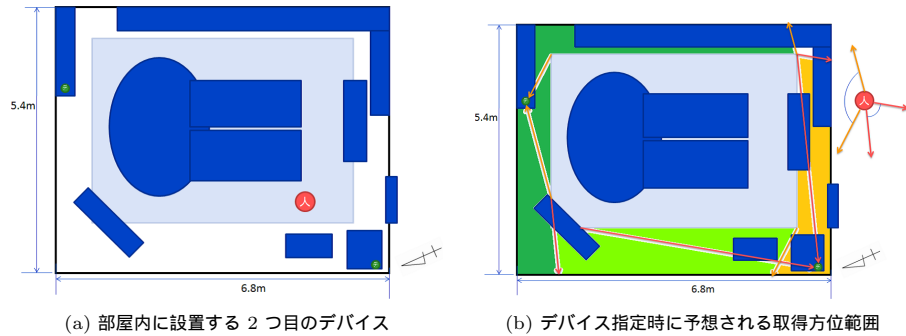 5.4m
人
6.8m
(a) 部屋内に設置する 2 つ目のデバイス
5.4m
人
6.8m
(b) デバイス指定時に予想される取得方位範囲